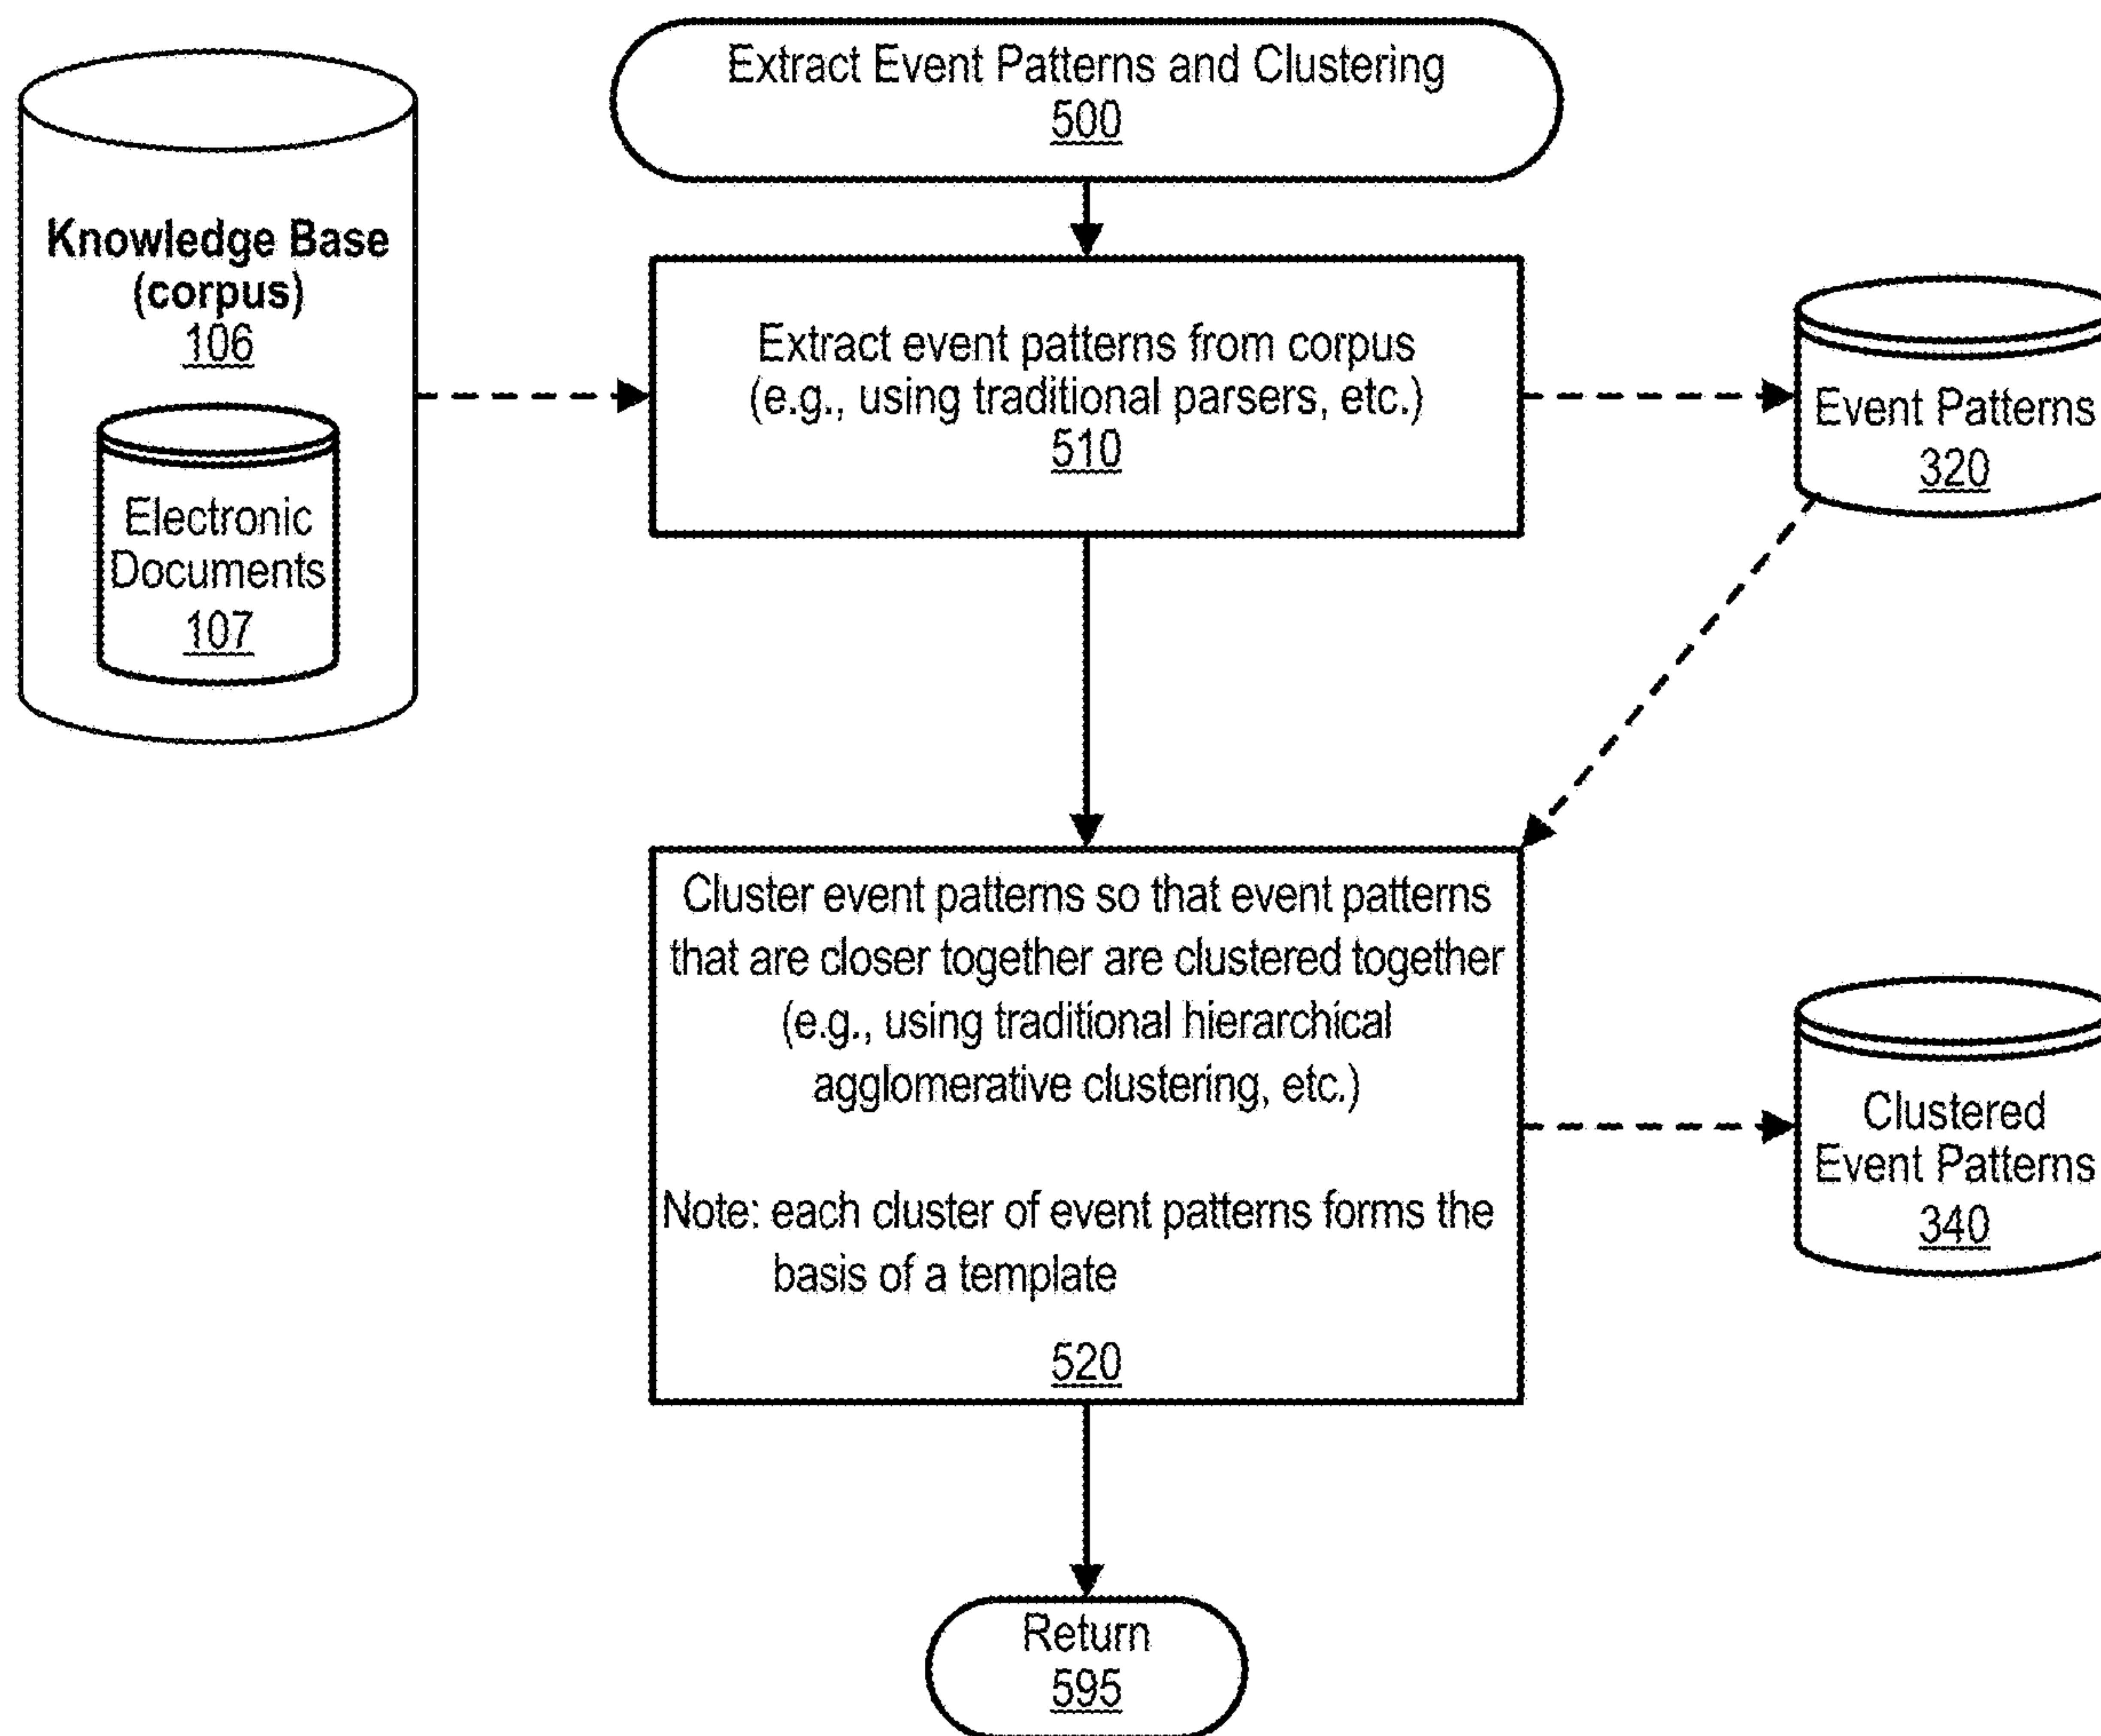 Extract Event Patterns and Clustering
500
Knowledge Base
(corpus)
106
Electronic
Documents
107
Extract event patterns from corpus
(e.g., using traditional parsers, etc.)
510
Event Patterns
320
Cluster event patterns so that event patterns
that are closer together are clustered together
(e.g., using traditional hierarchical
agglomerative clustering, etc.)
Note: each cluster of event patterns forms the
basis of a template
520
Clustered
Event Patterns
340
Return
595